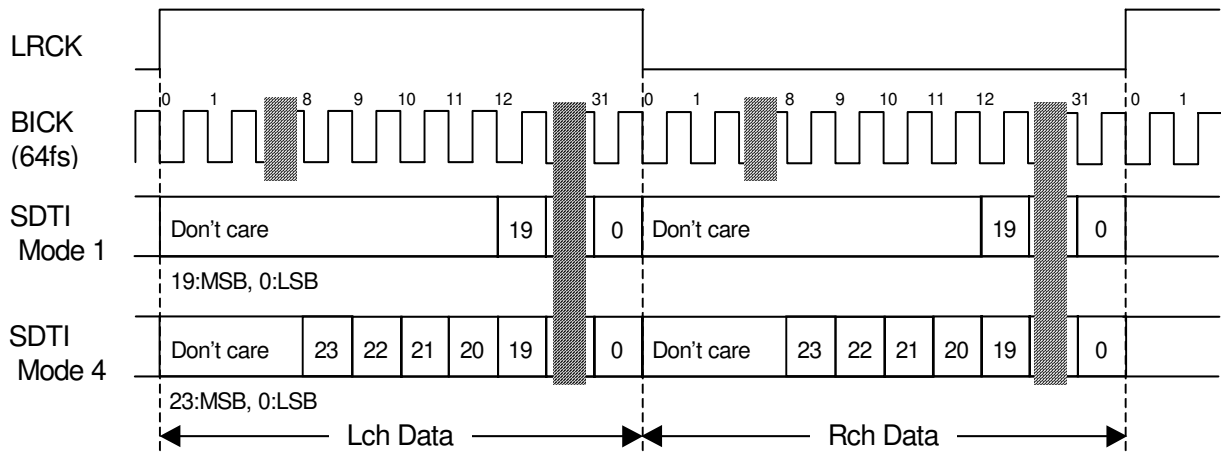 LRCK
0 1 8 9 10 11 12 31 0 1 8 9 10 11 12 31 0 1
BICK
(64fs)
SDTI
Mode 1
Don't care 19 0 Don't care 19 0
19:MSB, 0:LSB
SDTI
Mode 4
Don't care 23 22 21 20 19 0 Don't care 23 22 21 20 19 0
23:MSB, 0:LSB
Lch Data Rch Data